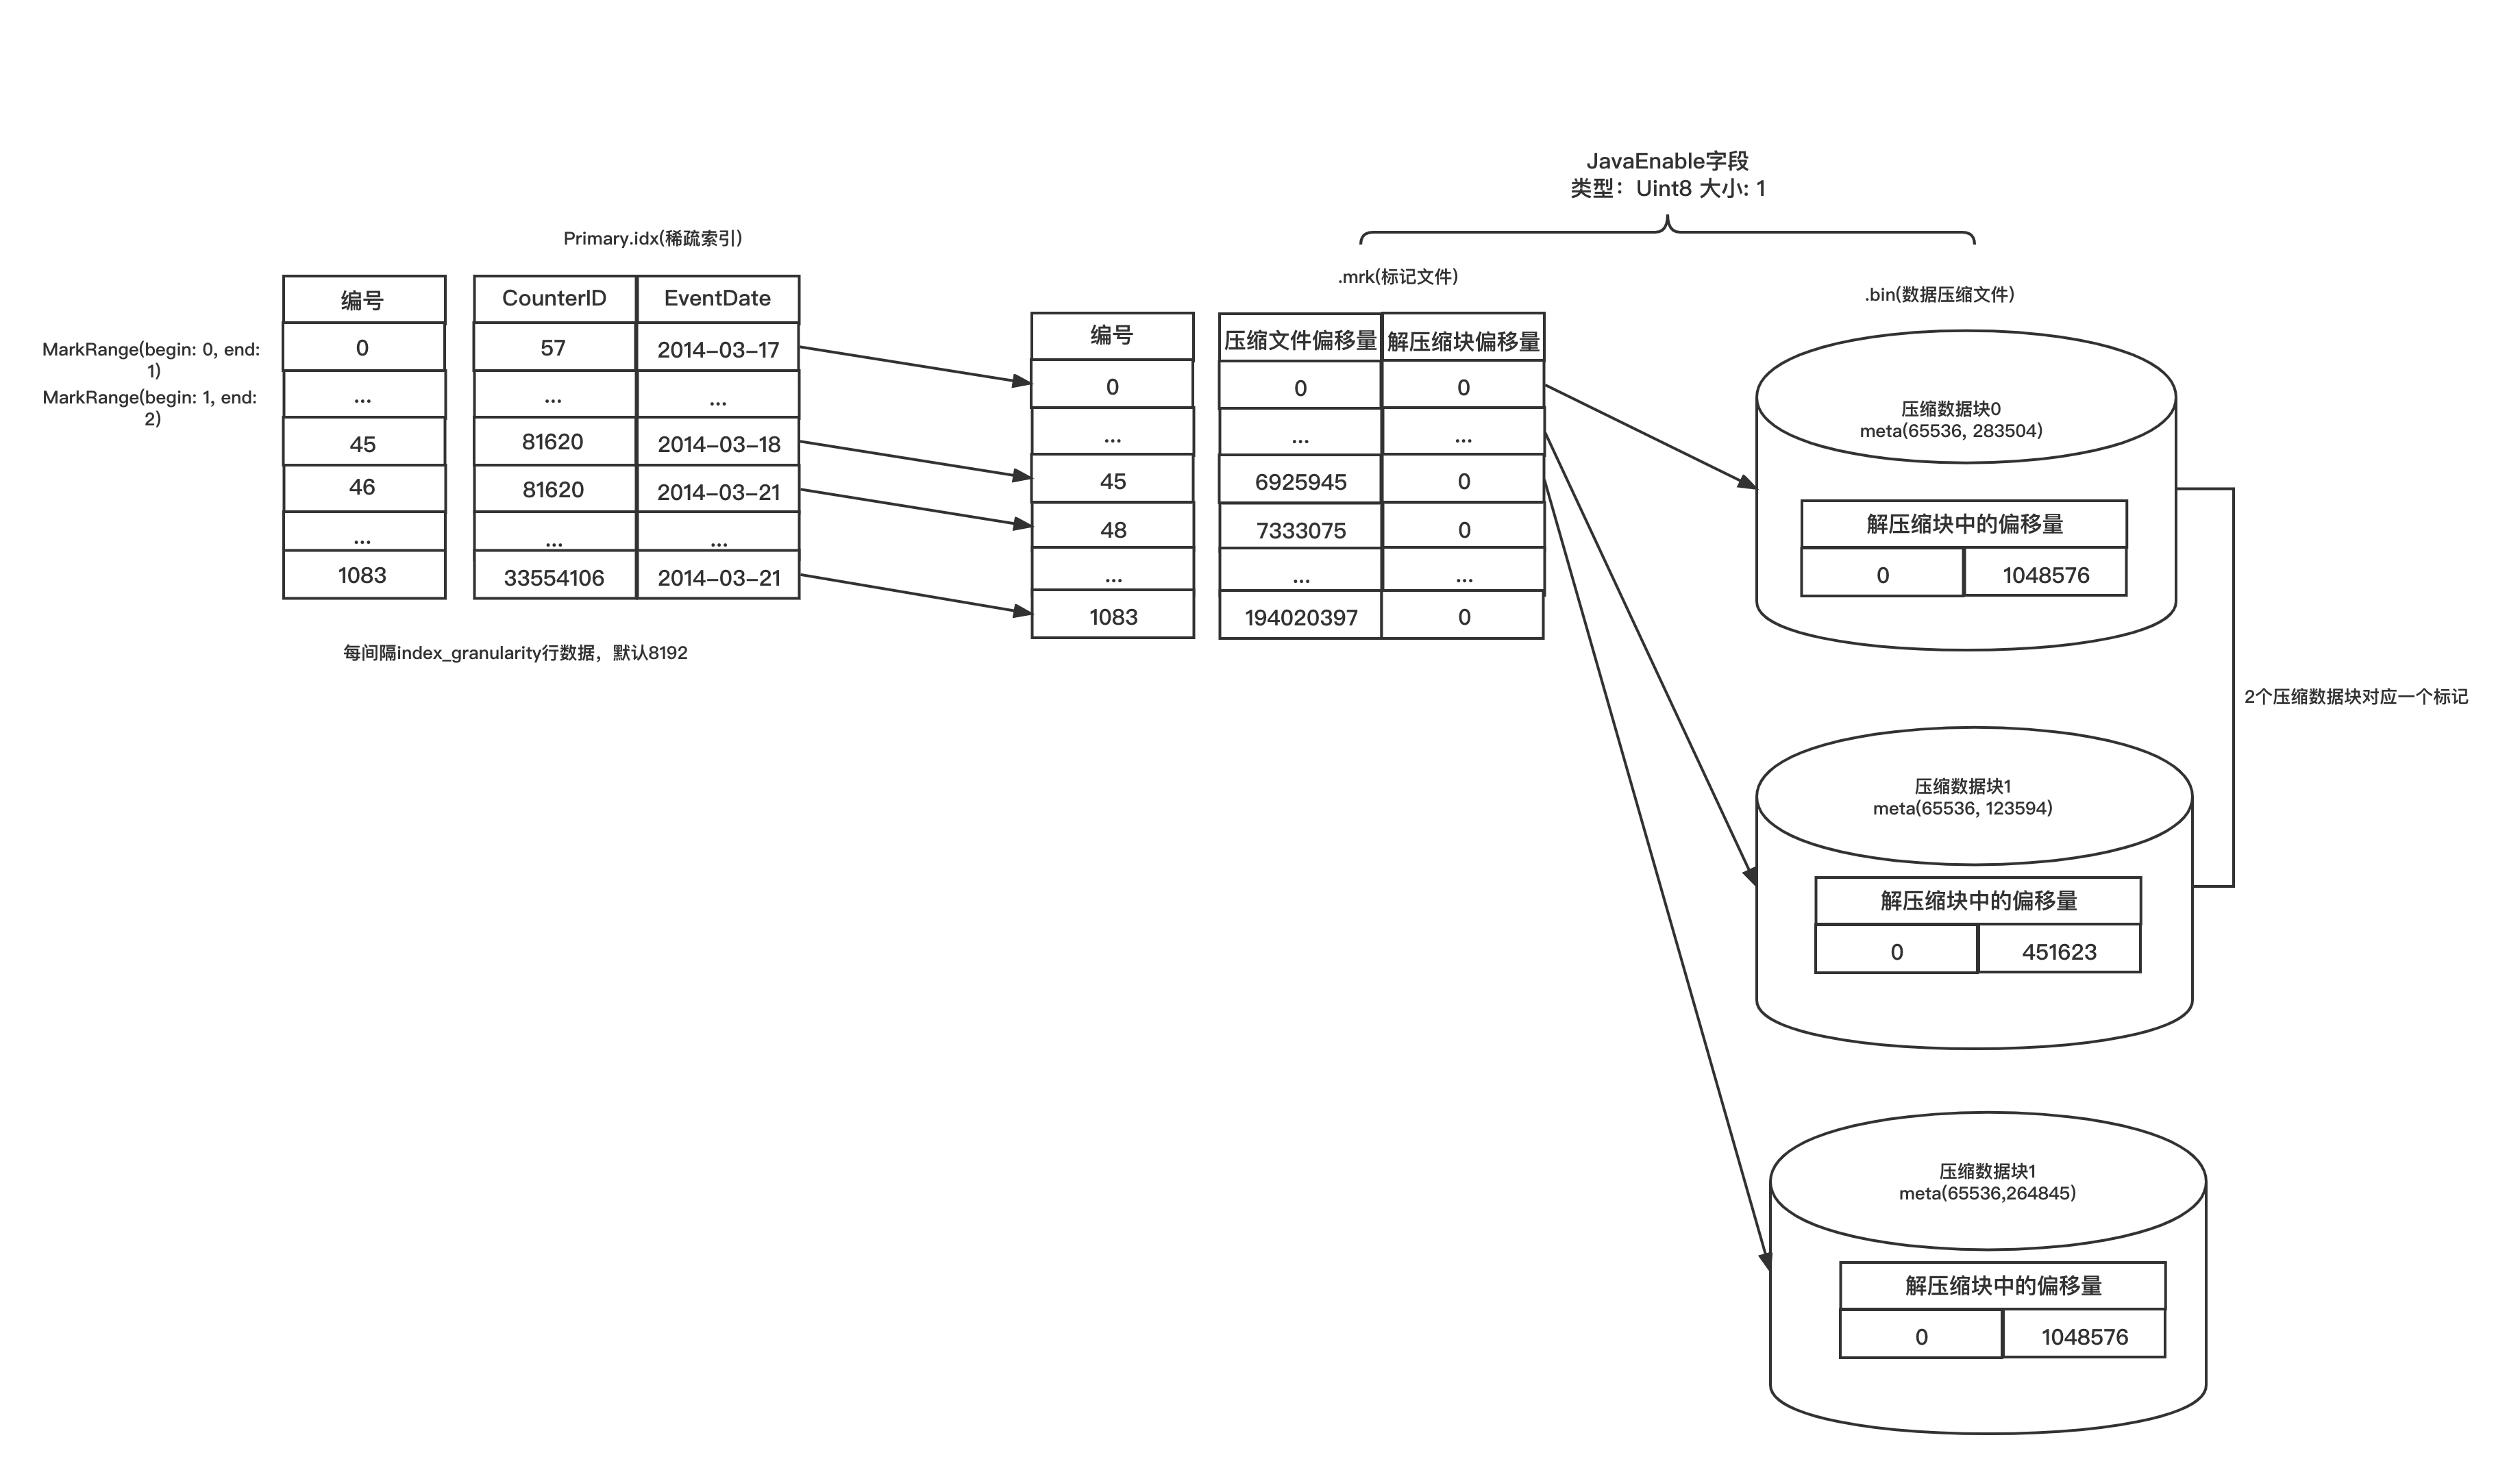 JavaEnable字段
类型：Uint8 大小: 1
Primary.idx(稀疏索引)
.mrk(标记文件)
.bin(数据压缩文件)
MarkRange(begin: 0, end:
1)
MarkRange(begin: 1, end:
2)
编号 CounterID EventDate
0 57 2014-03-17
... ... ...
45 81620 2014-03-18
46 81620 2014-03-21
... ... ...
1083 33554106 2014-03-21
每间隔index_granularity行数据，默认8192
编号 压缩文件偏移量 解压缩块偏移量
0 0 0
... ... ...
45 6925945 0
48 7333075 0
... ... ...
1083 194020397 0
压缩数据块0
meta(65536, 283504)
解压缩块中的偏移量
0 1048576
2个压缩数据块对应一个标记
压缩数据块1
meta(65536, 123594)
解压缩块中的偏移量
0 451623
压缩数据块1
meta(65536,264845)
解压缩块中的偏移量
0 1048576